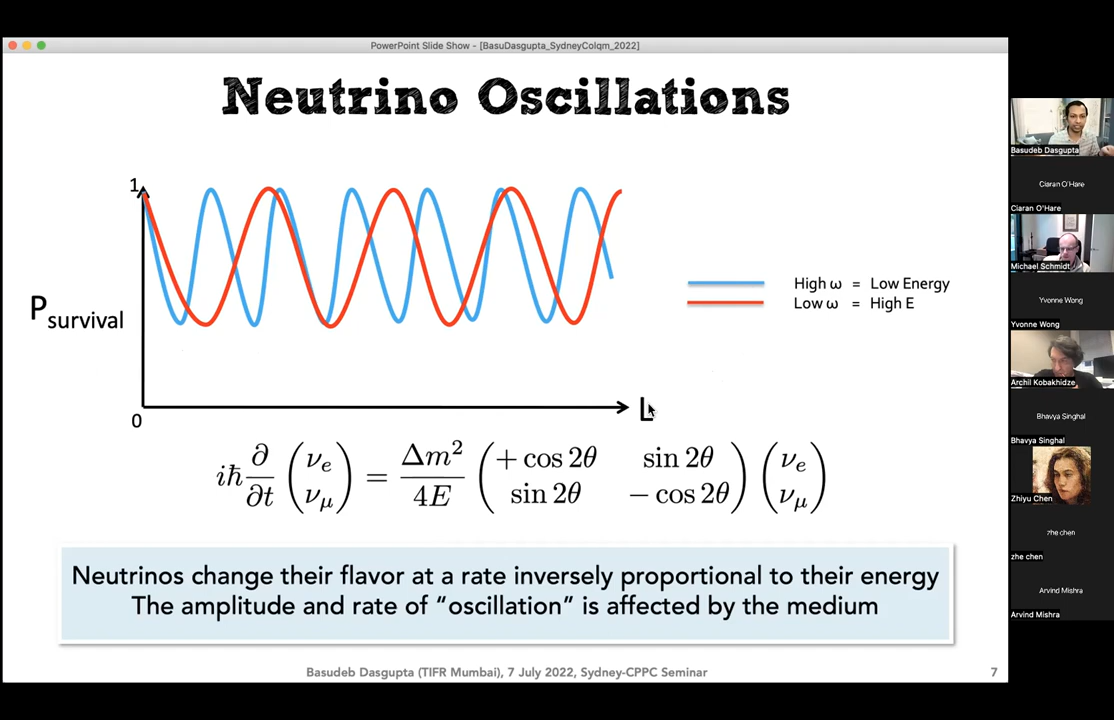 PowerPoint Slide Show - [BasuDasgupta_SydneyColqm_2022]
Neutrino Oscillations
1
P survival
High ω = Low Energy
Low ω = High E
0
L
iħ ∂/∂t (ν_e ν_μ) = Δm²/4E (+ cos 2θ sin 2θ sin 2θ − cos 2θ) (ν_e ν_μ)
Neutrinos change their flavor at a rate inversely proportional to their energy
The amplitude and rate of “oscillation” is affected by the medium
Basudeb Dasgupta (TIFR Mumbai), 7 July 2022, Sydney-CPPC Seminar
7
Basudeb Dasgupta
Ciaran O'Hare
Ciaran O'Hare
Michael Schmidt
Yvonne Wong
Yvonne Wong
Archil Kobakhidze
Bhavya Singhal
Bhavya Singhal
Zhiyu Chen
zhe chen
zhe chen
Arvind Mishra
Arvind Mishra